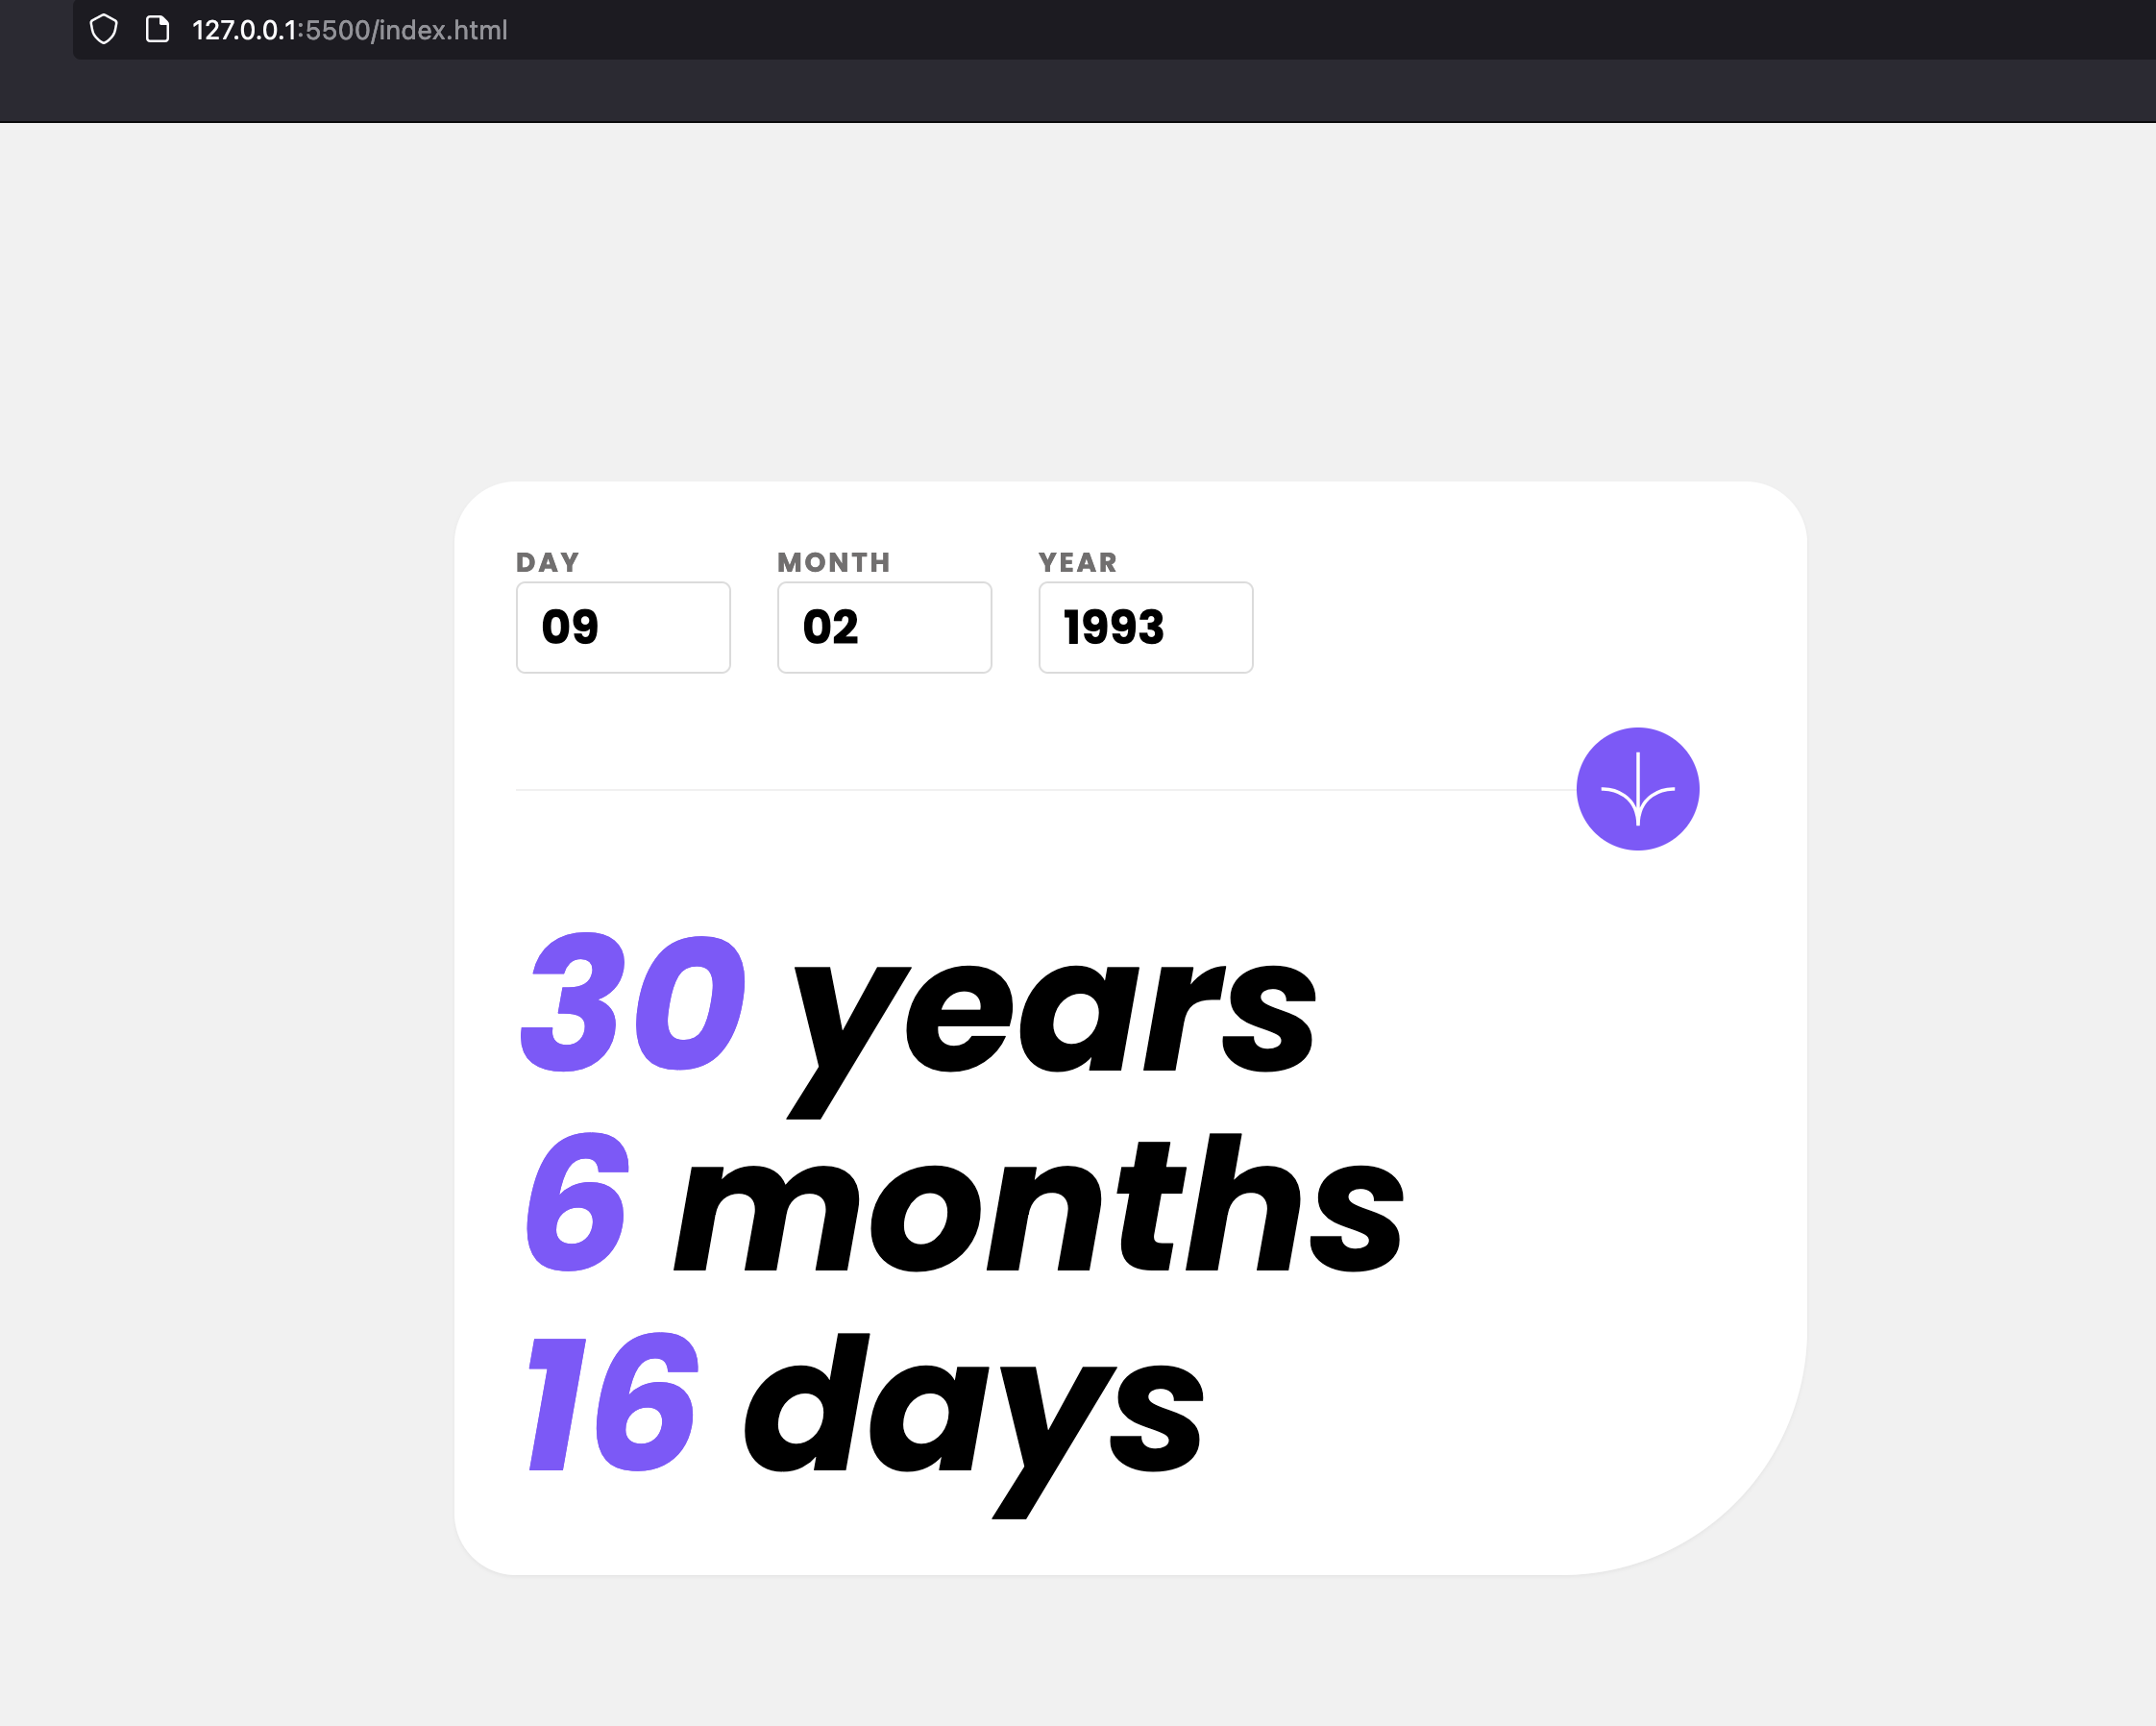 127.0.0.1:5500/index.html
DAY MONTH YEAR
09 02 1993
30 years
6 months
16 days